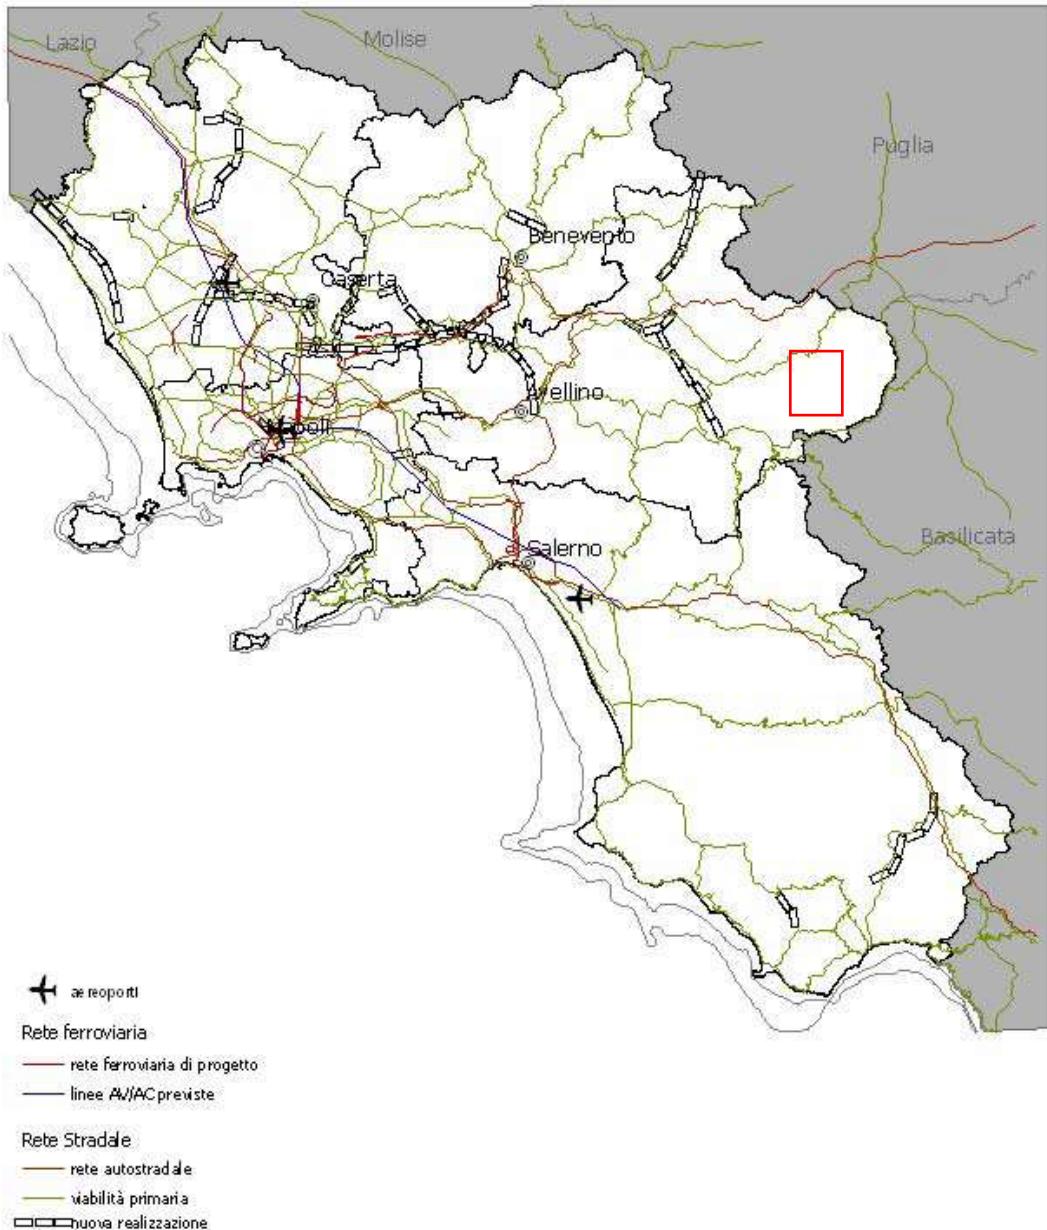 Lazio
Molise
Puglia
Benevento
Caserta
Avellino
Napoli
Basilicata
Salerno
aereoporti
Rete ferroviaria
rete ferroviaria di progetto
linee AV/AC previste
Rete Stradale
rete autostradale
viabilità primaria
nuova realizzazione